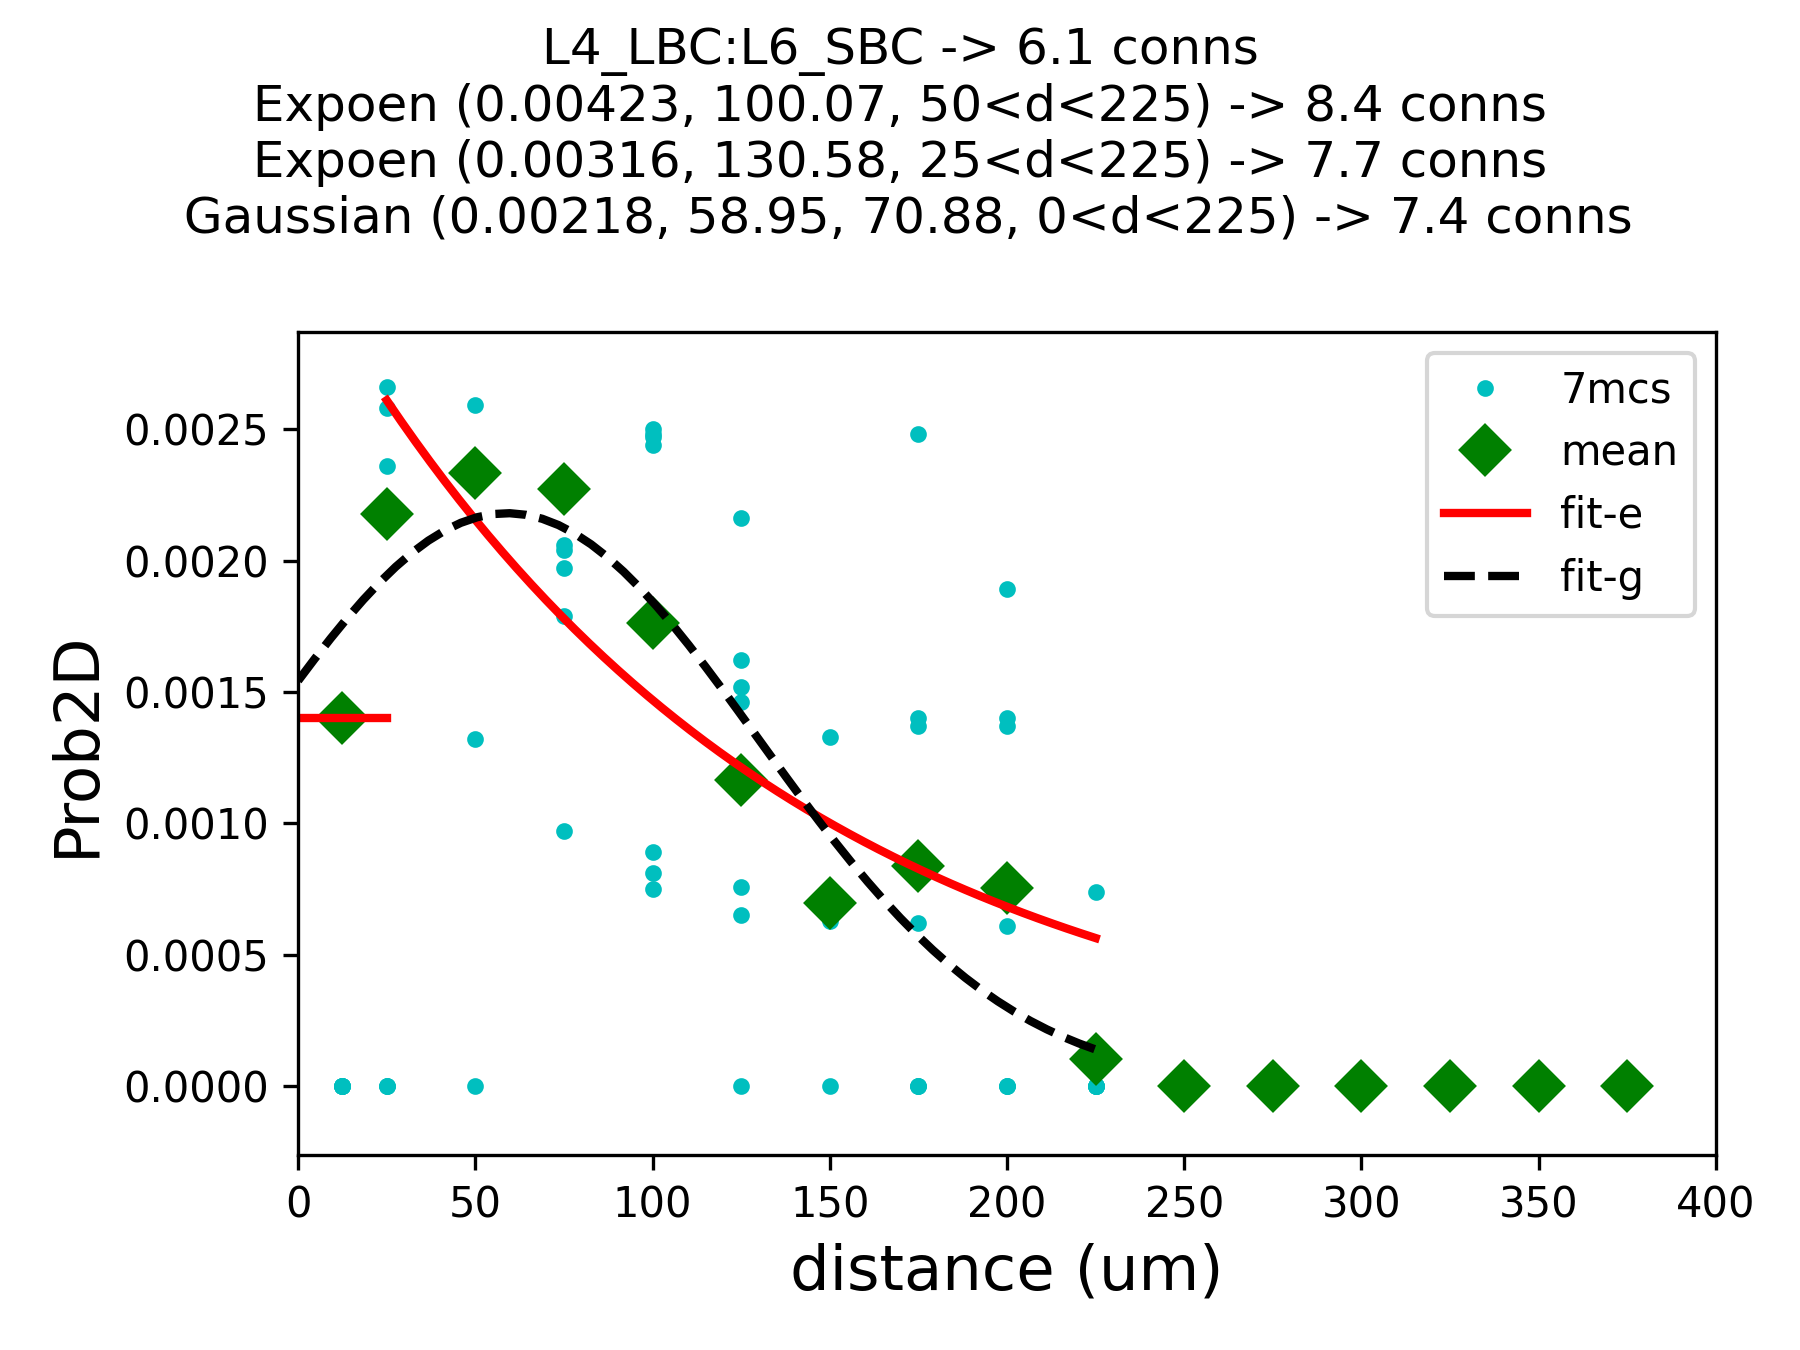 L4_LBC:L6_SBC -> 6.1 conns
Expoen (0.00423, 100.07, 50<d<225) -> 8.4 conns
Expoen (0.00316, 130.58, 25<d<225) -> 7.7 conns
Gaussian (0.00218, 58.95, 70.88, 0<d<225) -> 7.4 conns
7mcs
mean
fit-e
fit-g
Prob2D
0.0025
0.0020
0.0015
0.0010
0.0005
0.0000
0 50 100 150 200 250 300 350 400
distance (um)